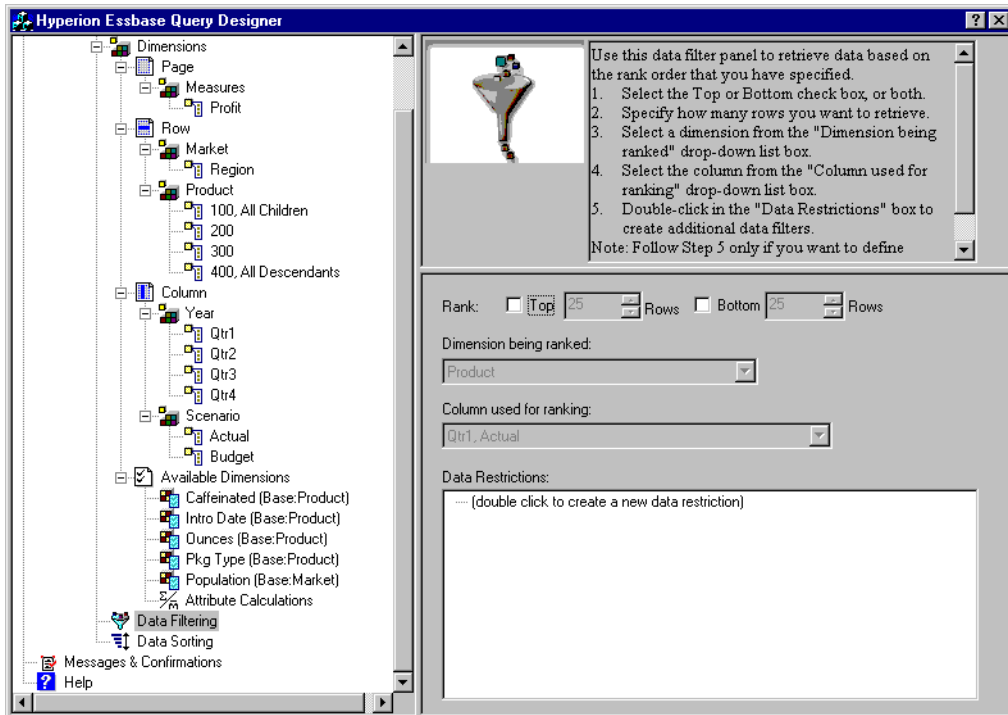 Hyperion Essbase Query Designer
Dimensions
Page
Measures
Profit
Row
Market
Region
Product
100, All Children
200
300
400, All Descendants
Column
Year
Qtr1
Qtr2
Qtr3
Qtr4
Scenario
Actual
Budget
Available Dimensions
Caffeinated (Base:Product)
Intro Date (Base:Product)
Ounces (Base:Product)
Pkg Type (Base:Product)
Population (Base:Market)
Attribute Calculations
Data Filtering
Data Sorting
Messages & Confirmations
Help
Use this data filter panel to retrieve data based on
the rank order that you have specified.
1. Select the Top or Bottom check box, or both.
2. Specify how many rows you want to retrieve.
3. Select a dimension from the "Dimension being
ranked" drop-down list box.
4. Select the column from the "Column used for
ranking" drop-down list box.
5. Double-click in the "Data Restrictions" box to
create additional data filters.
Note: Follow Step 5 only if you want to define
Rank: Top 25 Rows Bottom 25 Rows
Dimension being ranked:
Product
Column used for ranking:
Qtr1, Actual
Data Restrictions:
(double click to create a new data restriction)